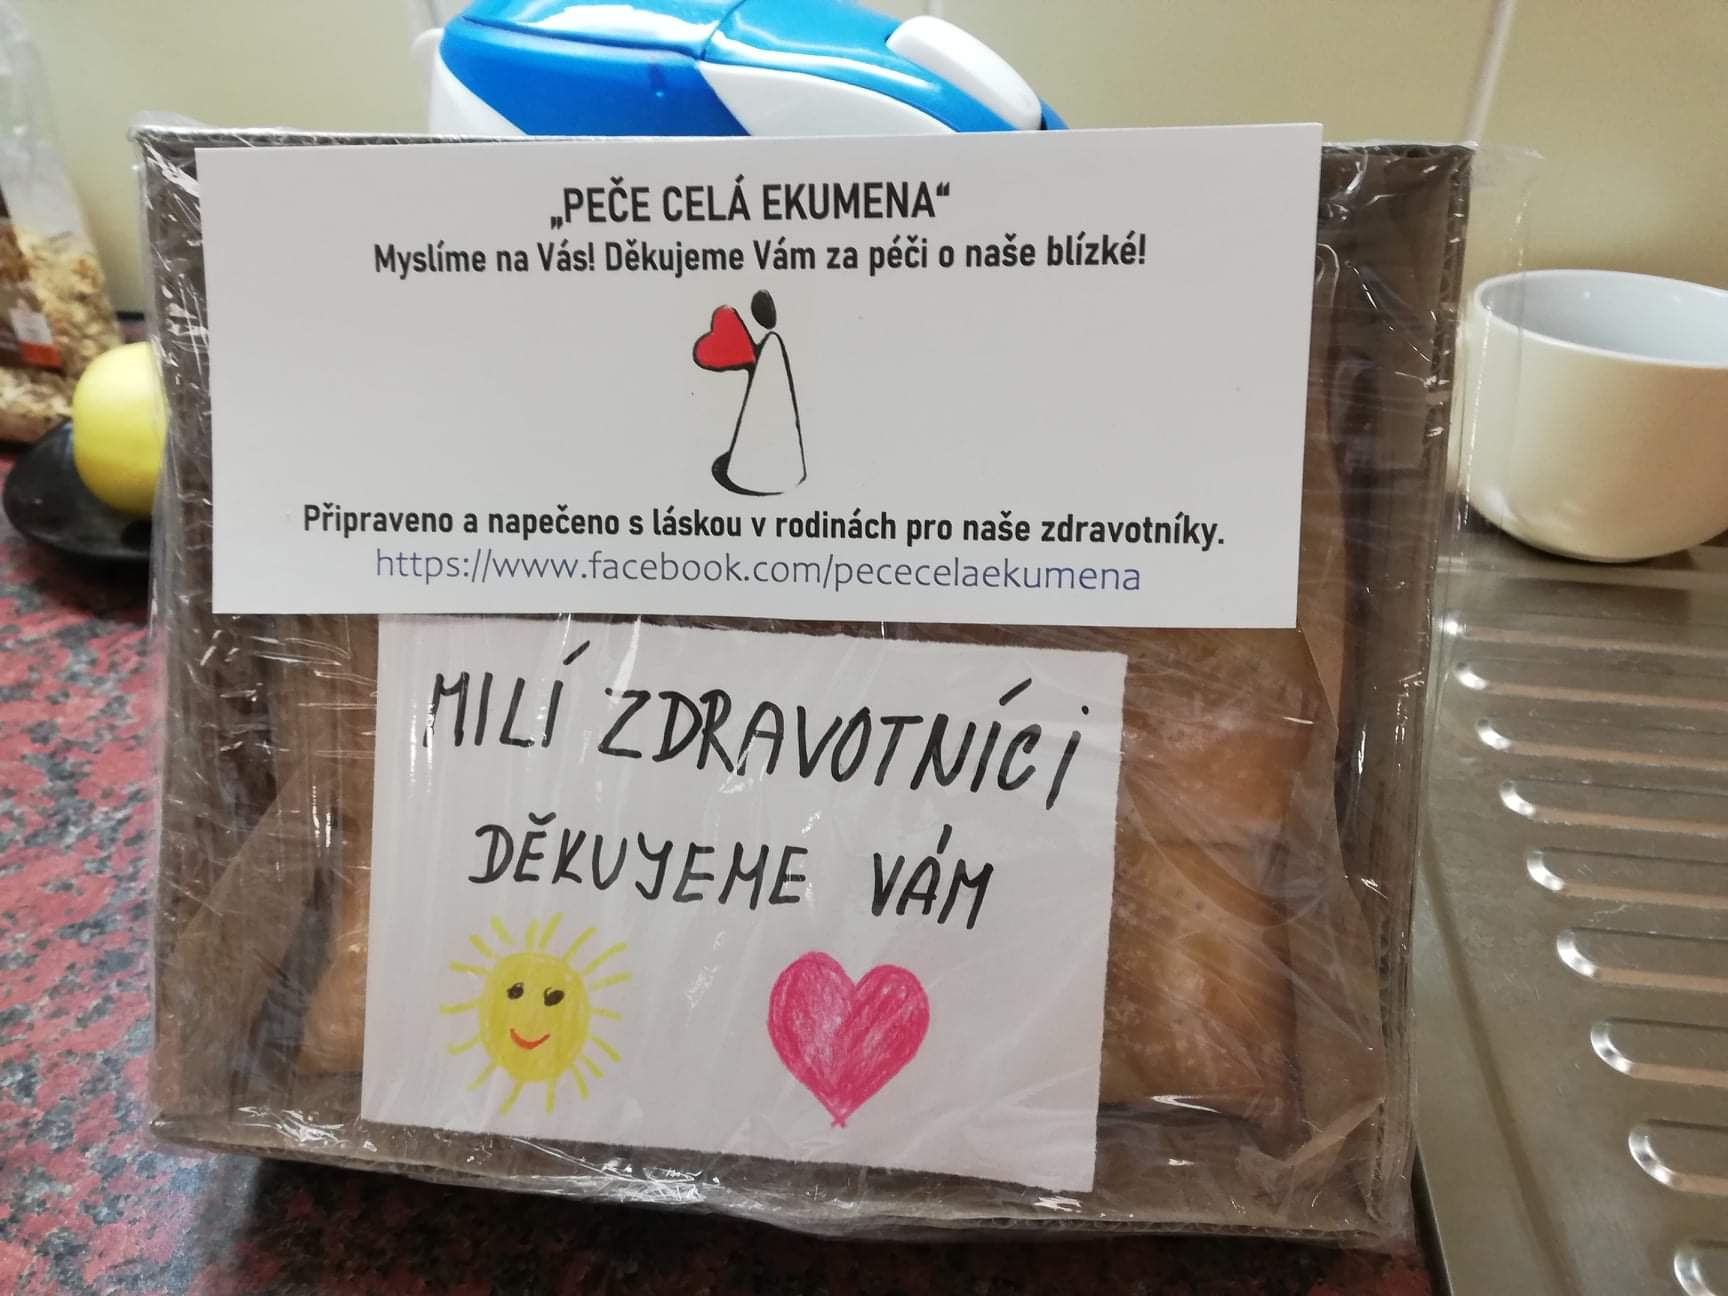 „PEČE CELÁ EKUMENA“
Myslíme na Vás! Děkujeme Vám za péči o naše blízké!
Připraveno a napečeno s láskou v rodinách pro naše zdravotníky.
https://www.facebook.com/pececelaekumena
MILÍ ZDRAVOTNÍCI
DĚKUJEME VÁM